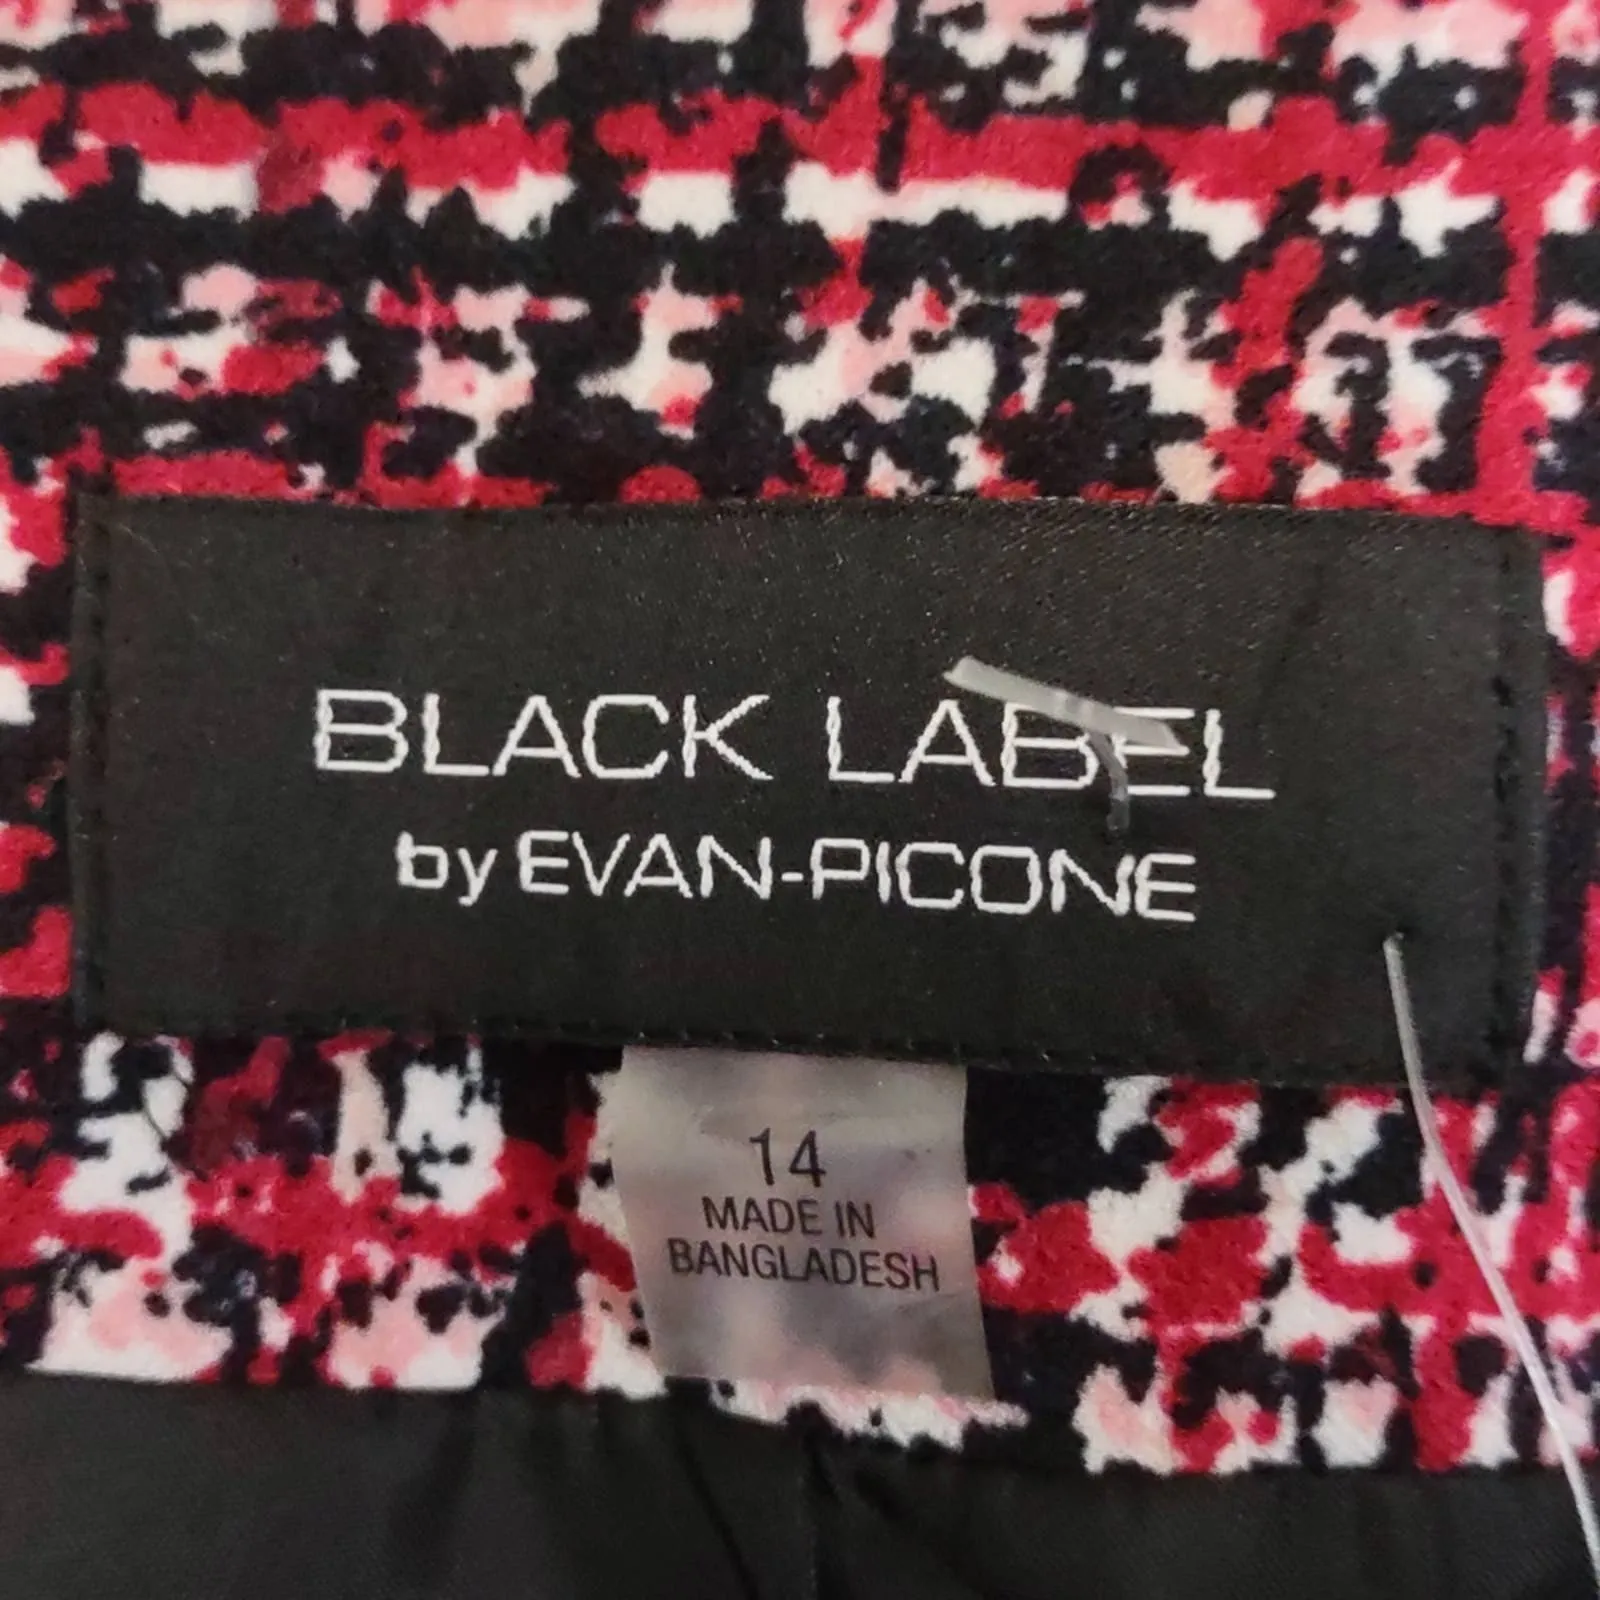 BLACK LABEL
by EVAN-PICONE
14
MADE IN
BANGLADESH